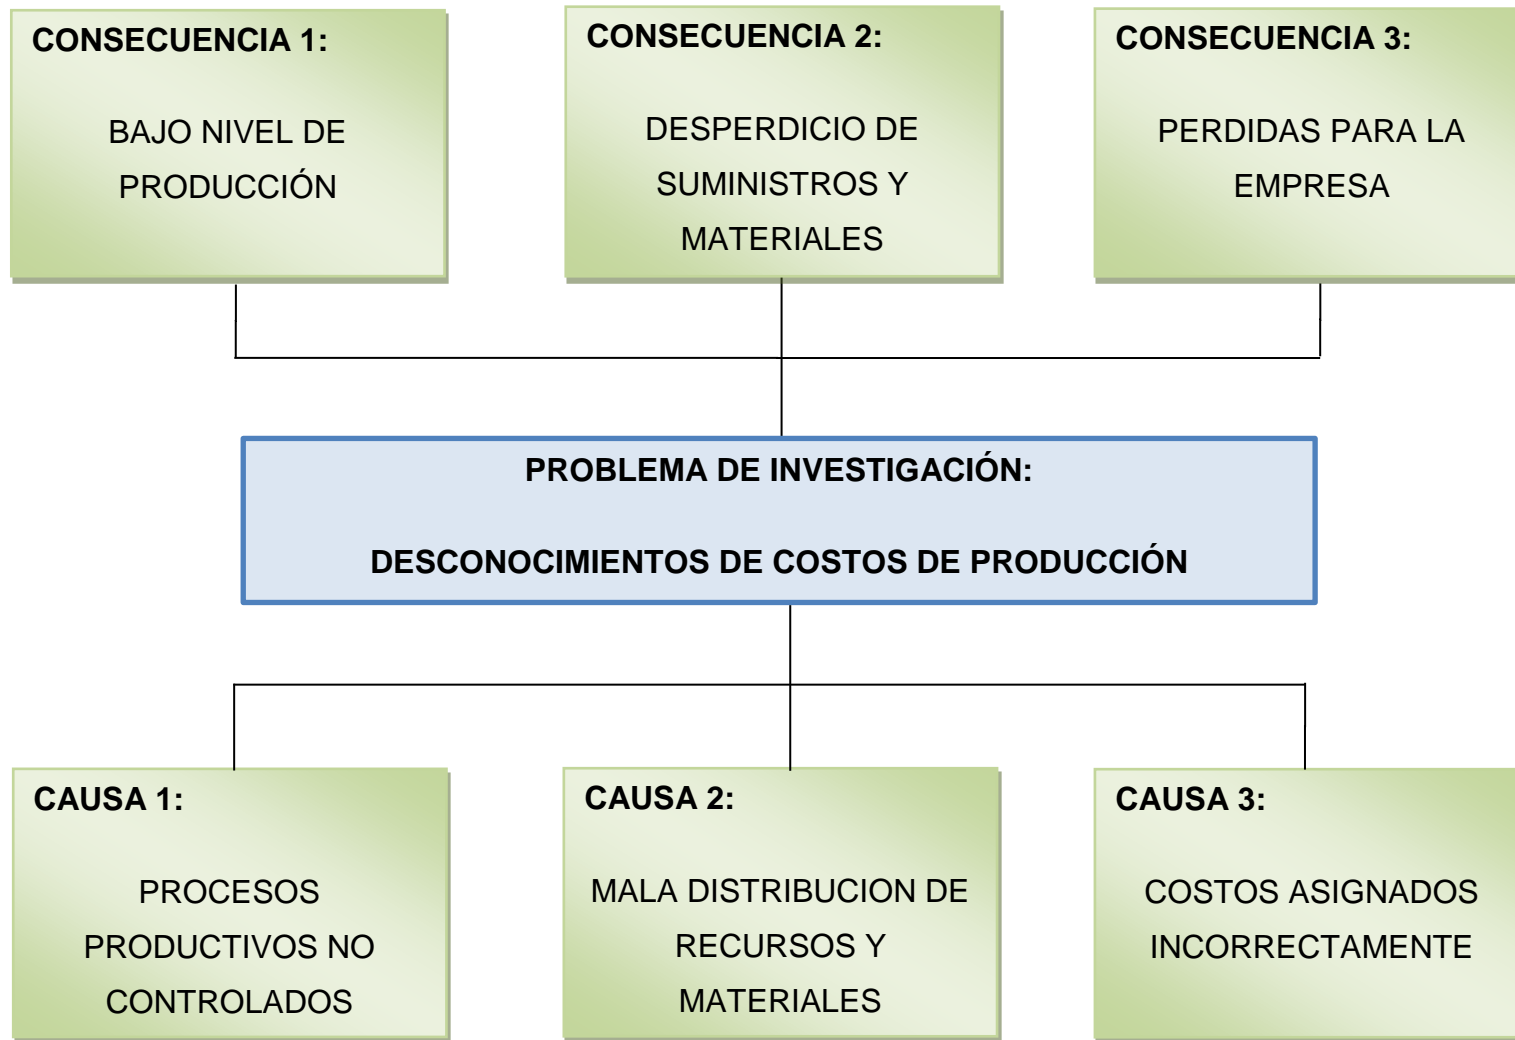 CONSECUENCIA 1:
BAJO NIVEL DE
PRODUCCIÓN
CONSECUENCIA 2:
DESPERDICIO DE
SUMINISTROS Y
MATERIALES
CONSECUENCIA 3:
PERDIDAS PARA LA
EMPRESA
PROBLEMA DE INVESTIGACIÓN:
DESCONOCIMIENTOS DE COSTOS DE PRODUCCIÓN
CAUSA 1:
PROCESOS
PRODUCTIVOS NO
CONTROLADOS
CAUSA 2:
MALA DISTRIBUCION DE
RECURSOS Y
MATERIALES
CAUSA 3:
COSTOS ASIGNADOS
INCORRECTAMENTE